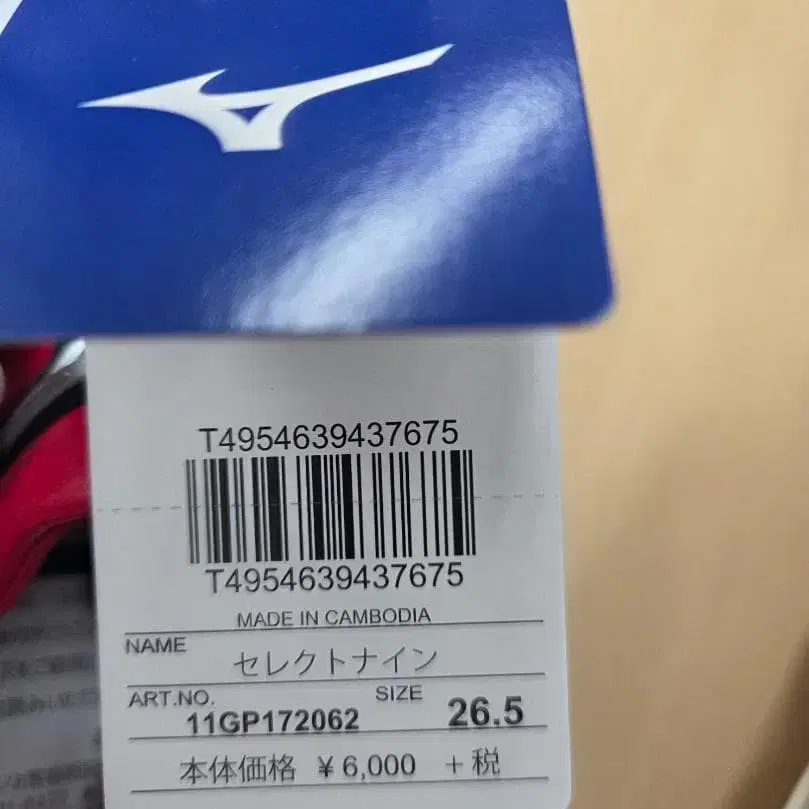 T4954639437675
T4954639437675
MADE IN CAMBODIA
NAME
セレクトナイン
ART.NO. SIZE
11GP172062 26.5
本体価格 ¥6,000 +税